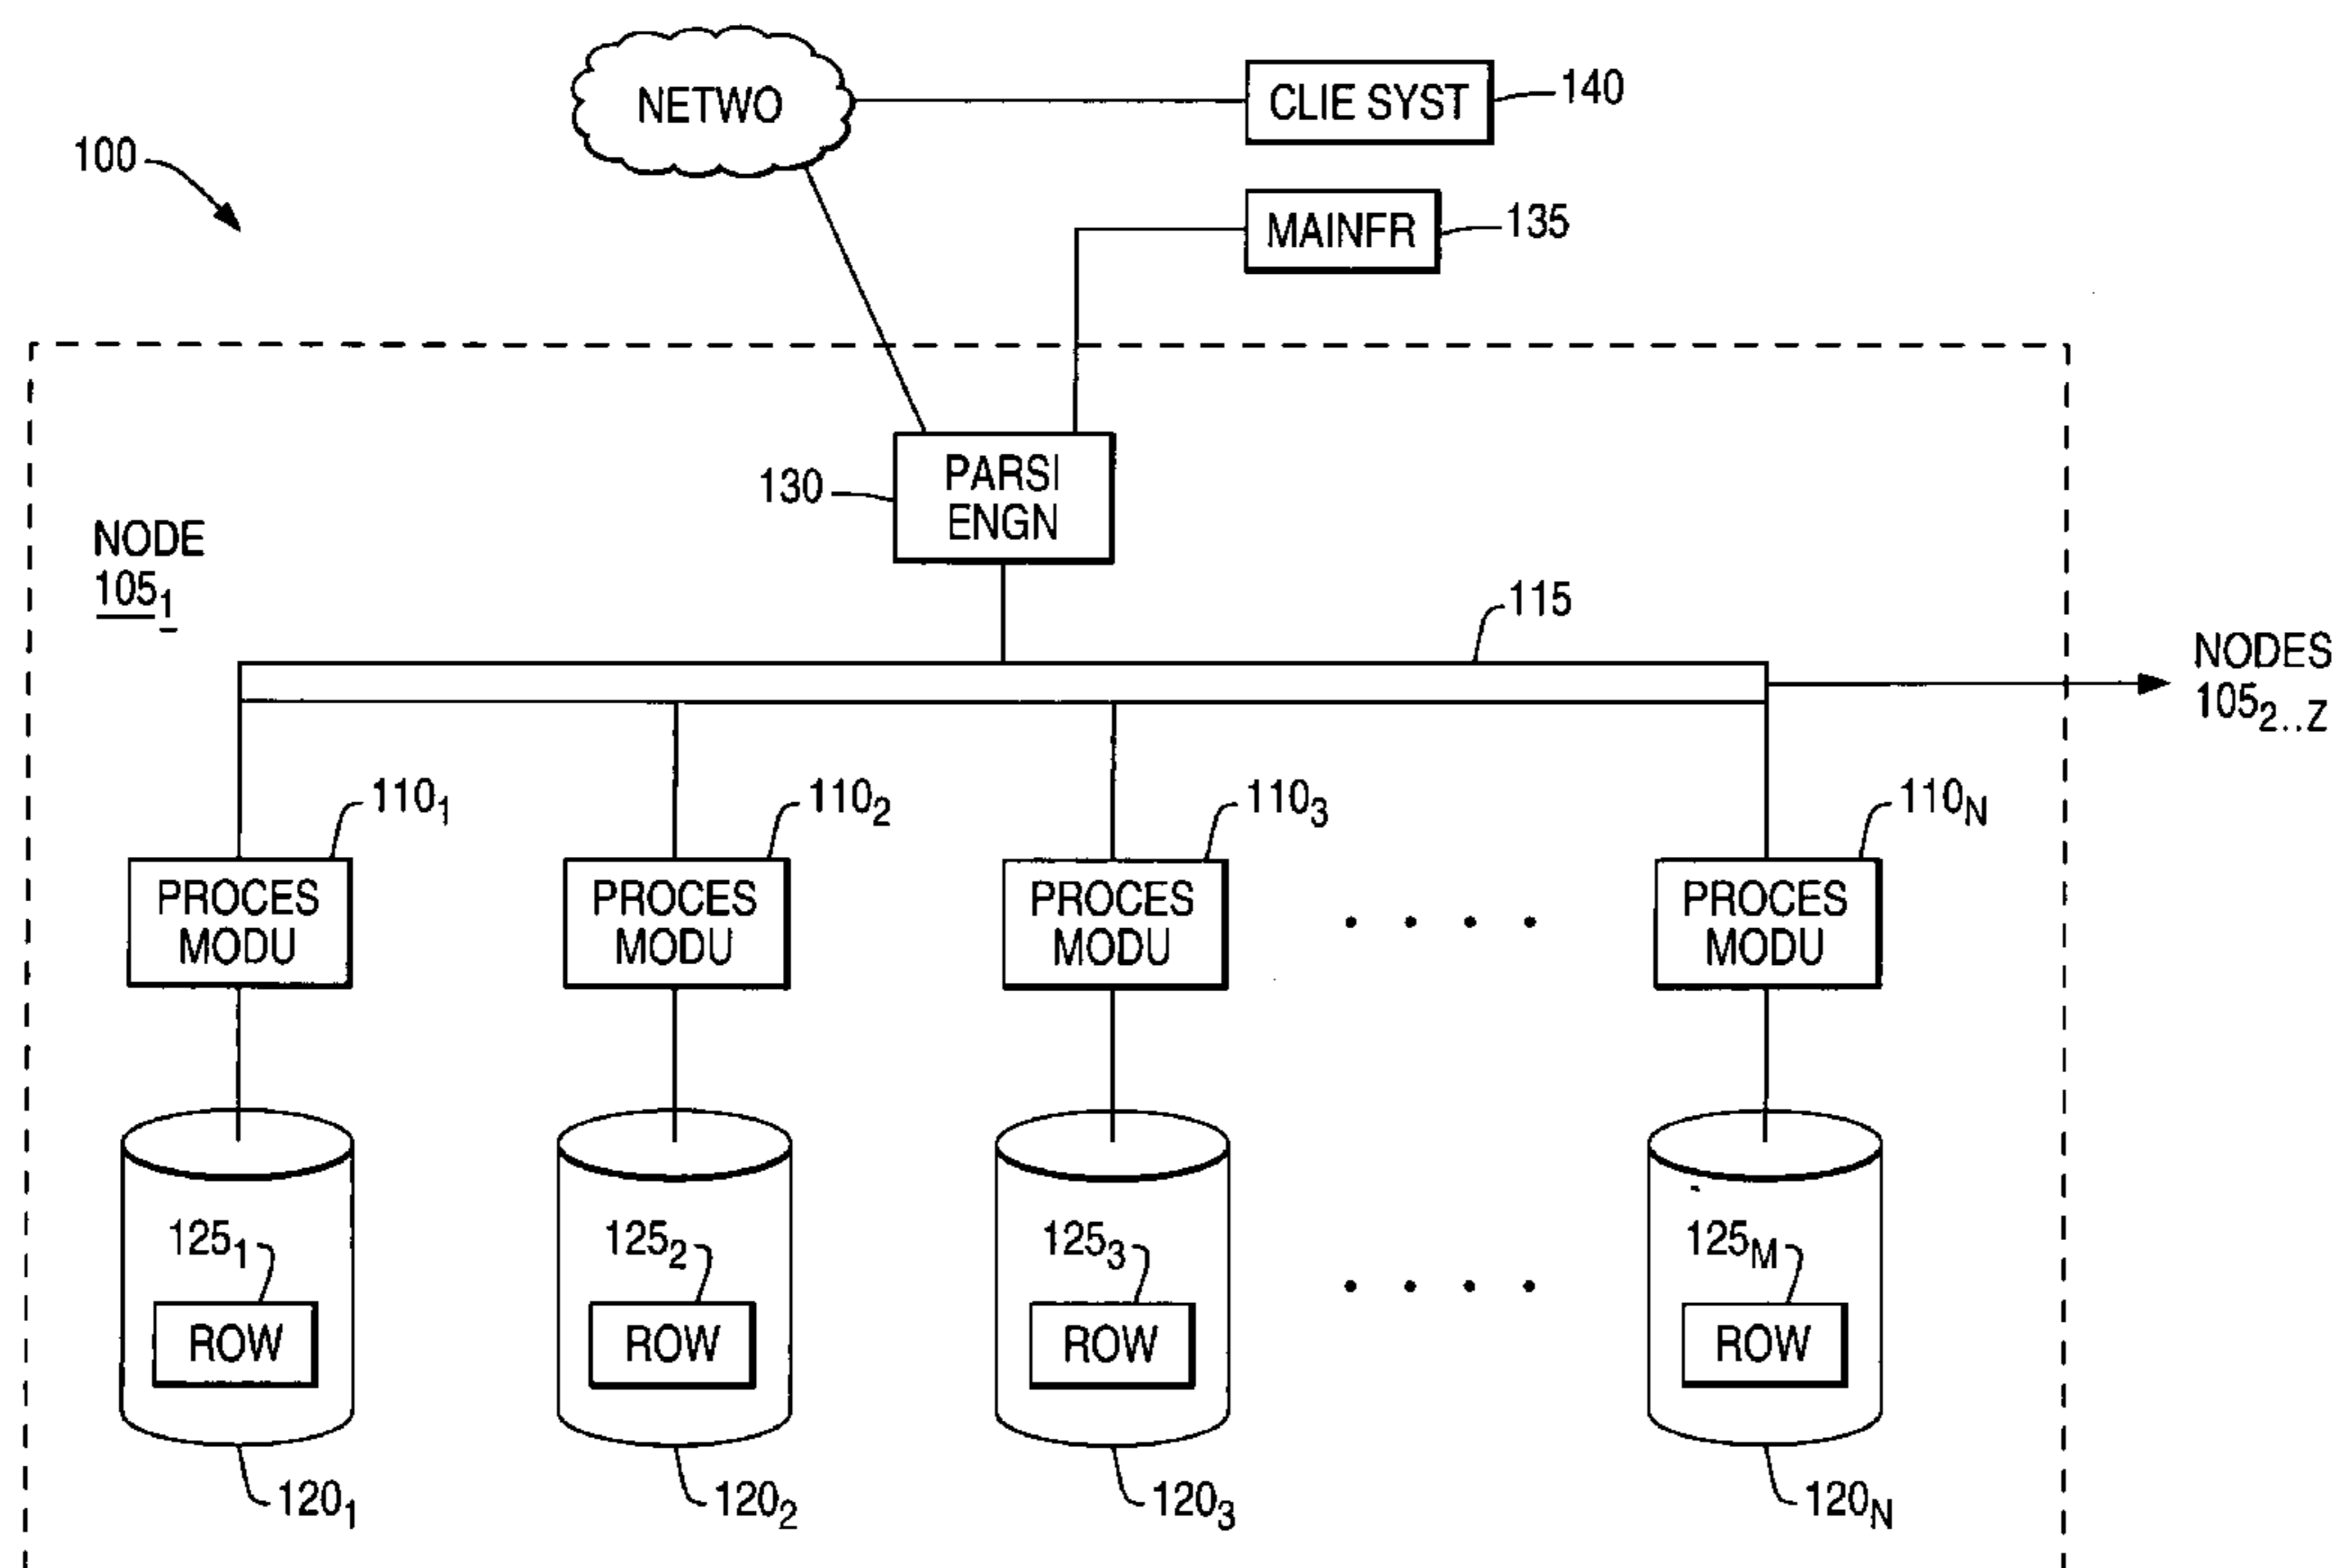 NETWO
CLIE SYST
140
100
MAINFR
135
PARSI
ENGN
130
NODE
105₁
115
NODES
105₂..Z
110₁
110₂
110₃
110N
PROCES
MODU
PROCES
MODU
PROCES
MODU
PROCES
MODU
125₁
125₂
125₃
125M
ROW
ROW
ROW
ROW
120₁
120₂
120₃
120N